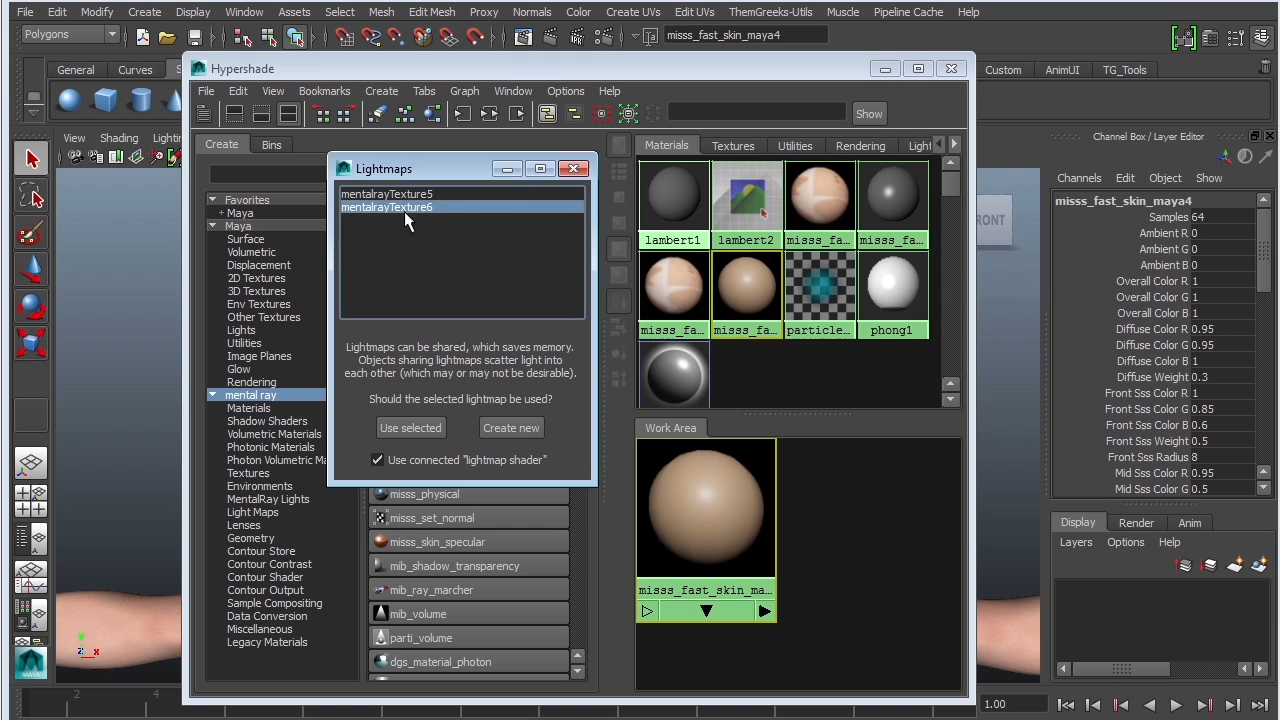 File Edit Modify Create Display Window Assets Select Mesh Edit Mesh Proxy Normals Color Create UVs Edit UVs ThemGreeks-Utils Muscle Pipeline Cache Help
Polygons
misss_fast_skin_maya4
General Curves
Custom AnimUI TG_Tools
Hypershade
File Edit View Bookmarks Create Tabs Graph Window Options Help
Show
View Shading
Create Bins
Materials Textures Utilities Rendering Light
Channel Box / Layer Editor
Channels Edit Object Show
FRONT
Lightmaps
mentalrayTexture5
mentalrayTexture6
Lightmaps can be shared, which saves memory.
Objects sharing lightmaps scatter light into
each other (which may or may not be desirable).
Should the selected lightmap be used?
Use selected Create new
Use connected "lightmap shader"
Favorites
+ Maya
Maya
Surface
Volumetric
Displacement
2D Textures
3D Textures
Env Textures
Other Textures
Lights
Utilities
Image Planes
Glow
Rendering
mental ray
Materials
Shadow Shaders
Volumetric Materials
Photonic Materials
Photon Volumetric Ma
Textures
Environments
MentalRay Lights
Light Maps
Lenses
Geometry
Contour Store
Contour Contrast
Contour Shader
Contour Output
Sample Compositing
Data Conversion
Miscellaneous
Legacy Materials
misss_physical
misss_set_normal
misss_skin_specular
mib_shadow_transparency
mib_ray_marcher
mib_volume
parti_volume
dgs_material_photon
lambert1 lambert2 misss_fa... misss_fa...
misss_fa... misss_fa... particle... phong1
Work Area
misss_fast_skin_ma...
misss_fast_skin_maya4
Samples 64
Ambient R 0
Ambient G 0
Ambient B 0
Overall Color R 1
Overall Color G 1
Overall Color B 1
Diffuse Color R 0.95
Diffuse Color G 0.95
Diffuse Color B 1
Diffuse Weight 0.3
Front Sss Color R 1
Front Sss Color G 0.85
Front Sss Color B 0.6
Front Sss Weight 0.5
Front Sss Radius 8
Mid Sss Color R 0.95
Mid Sss Color G 0.5
Display Render Anim
Layers Options Help
y
z x
MAYA
2 4
1.00